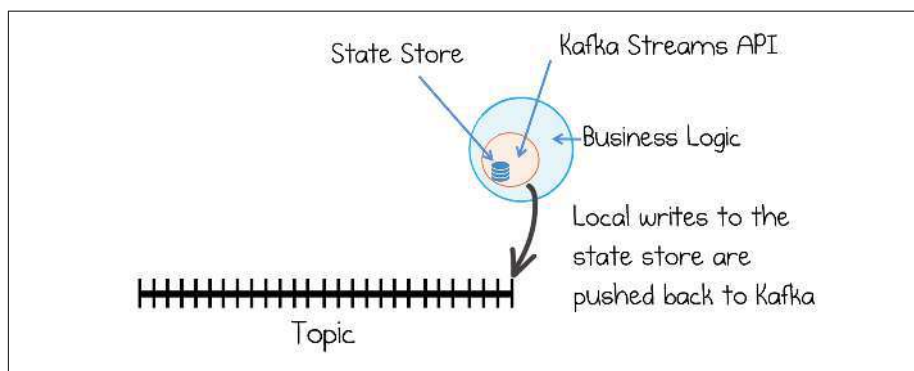 State Store
Kafka Streams API
Business Logic
Local writes to the
state store are
pushed back to Kafka
Topic